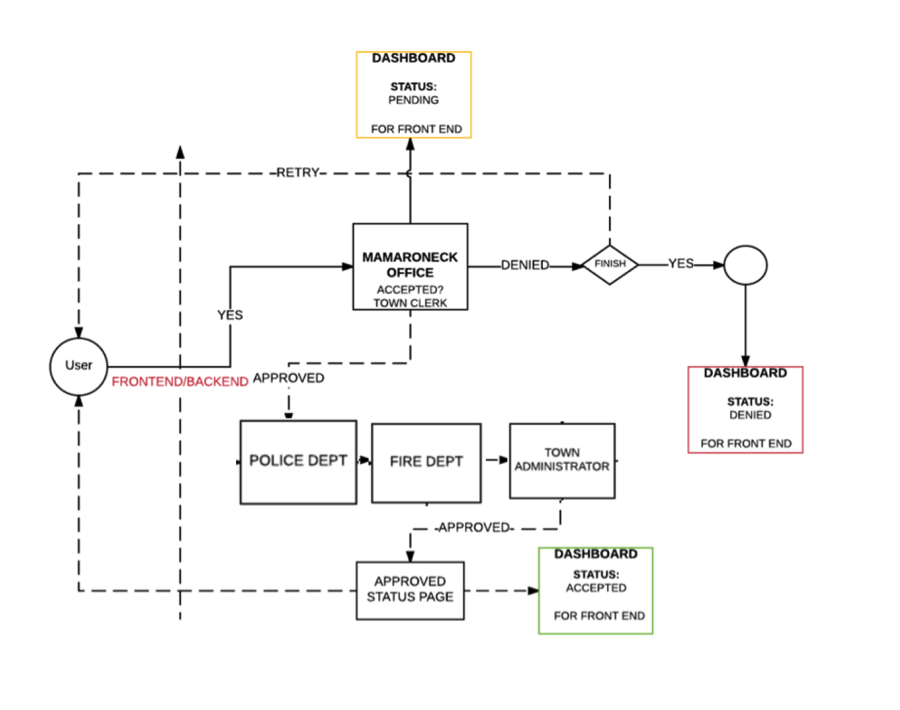 DASHBOARD
STATUS:
PENDING
FOR FRONT END
RETRY
MAMARONECK
OFFICE
ACCEPTED?
TOWN CLERK
DENIED
FINISH
YES
YES
User
FRONTEND/BACKEND
APPROVED
DASHBOARD
STATUS:
DENIED
FOR FRONT END
POLICE DEPT
FIRE DEPT
TOWN
ADMINISTRATOR
APPROVED
APPROVED
STATUS PAGE
DASHBOARD
STATUS:
ACCEPTED
FOR FRONT END